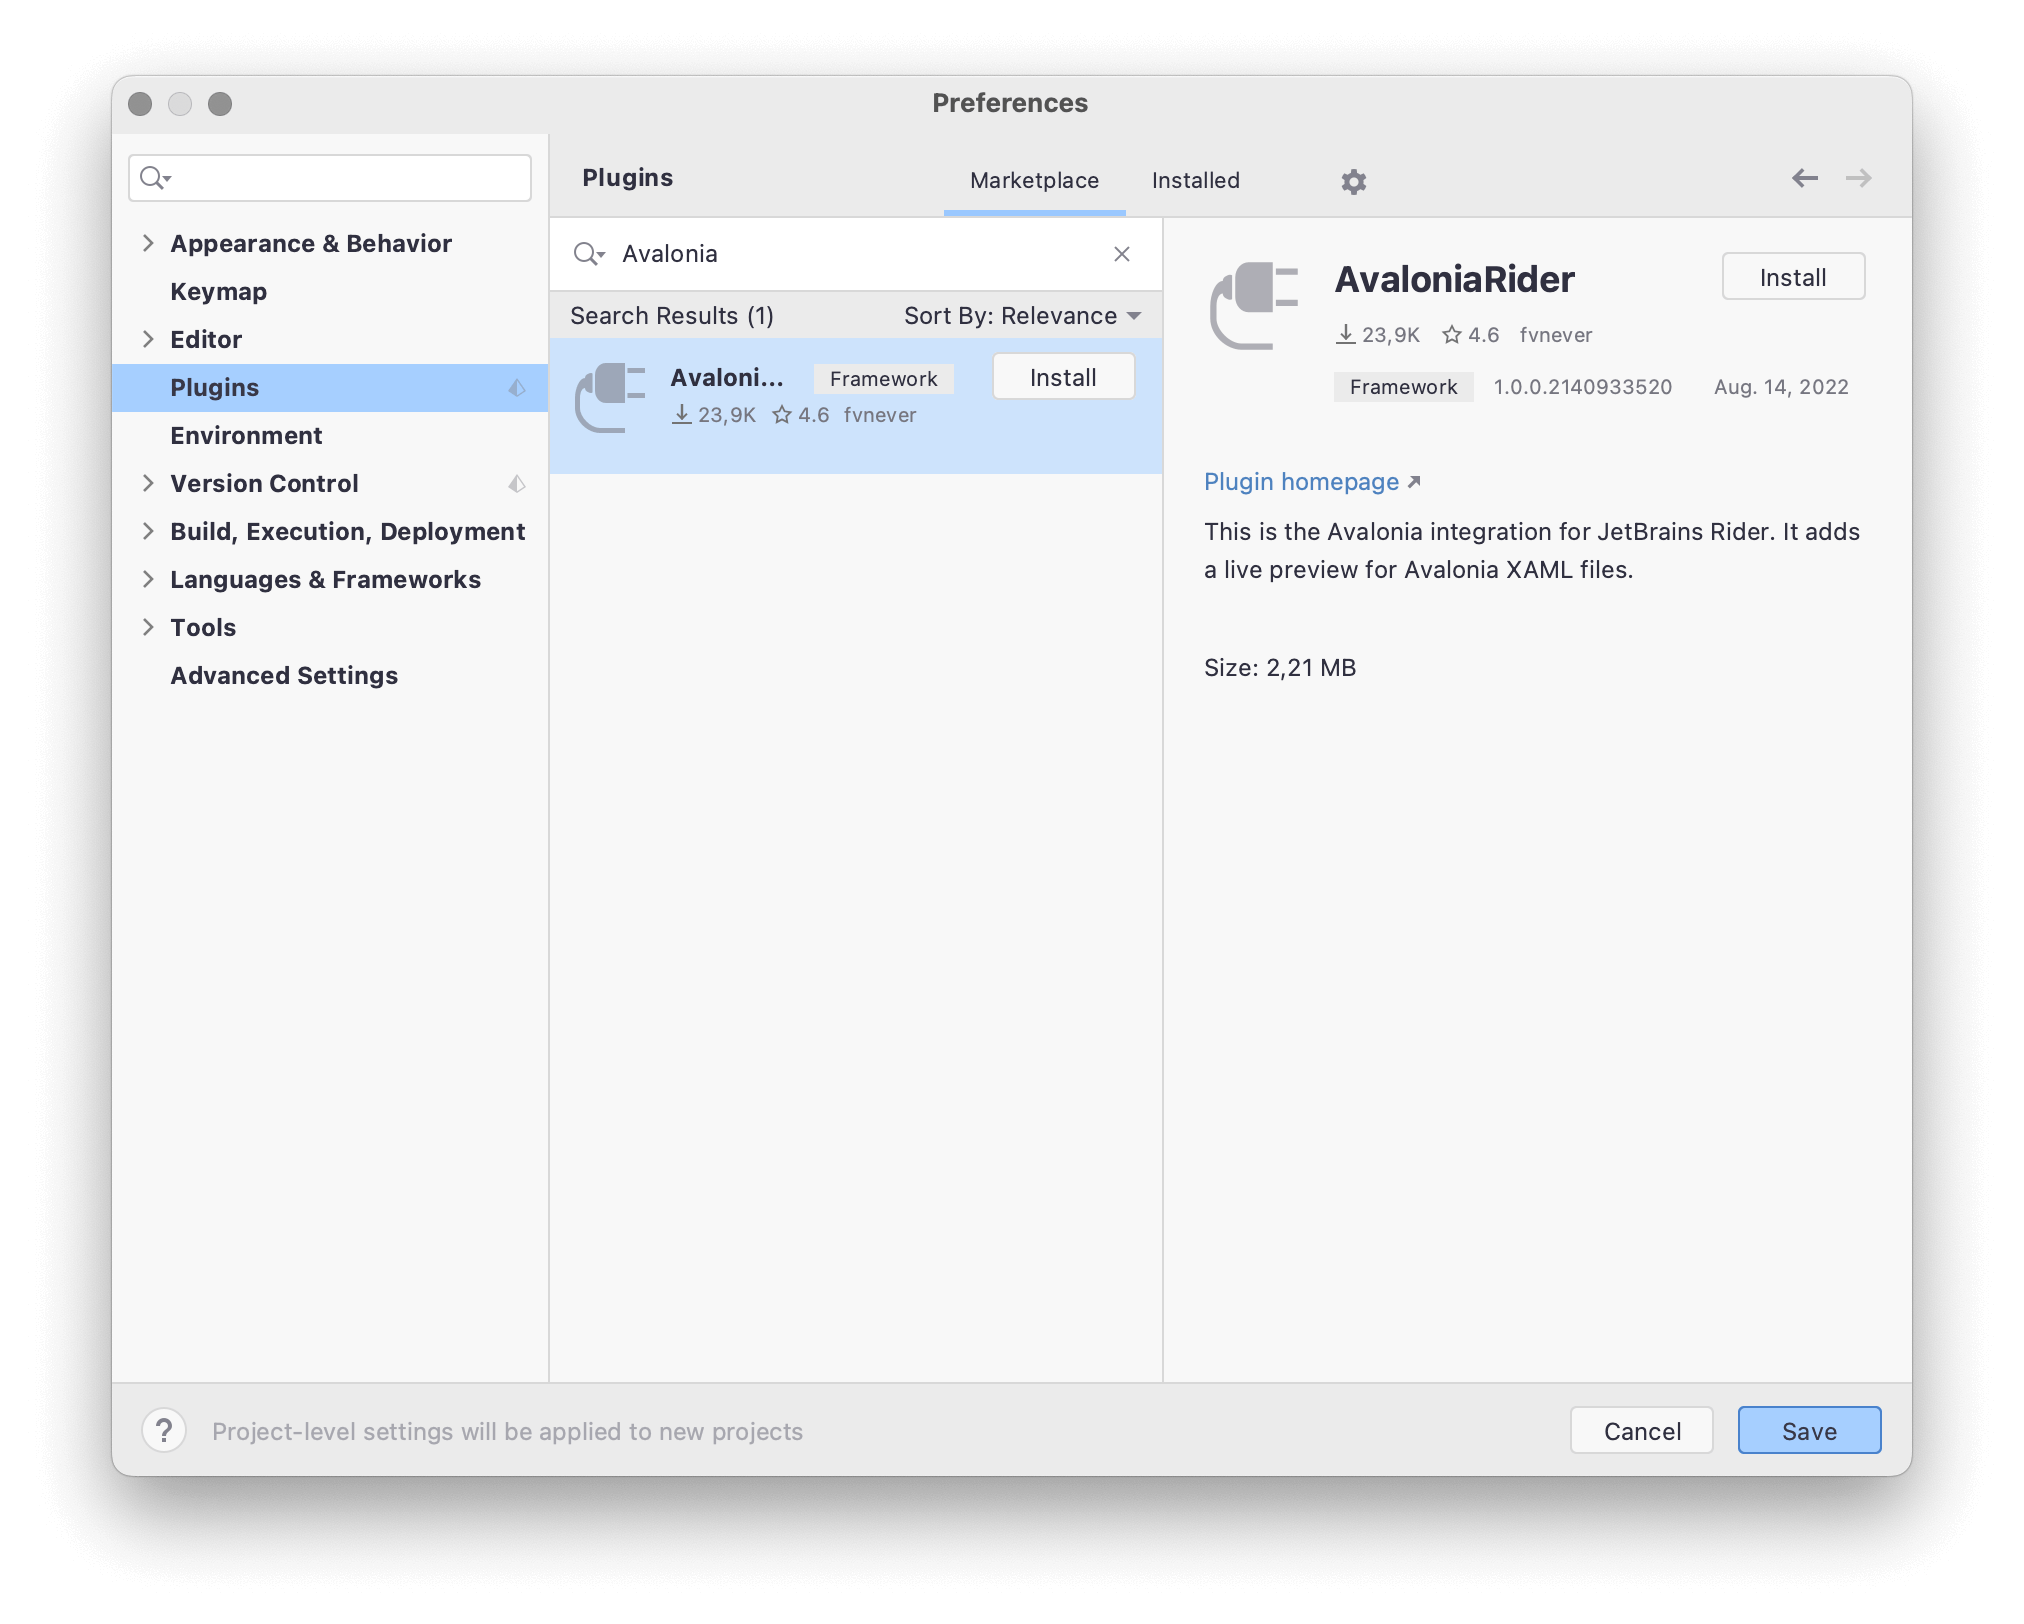 Preferences
Appearance & Behavior
Keymap
Editor
Plugins
Environment
Version Control
Build, Execution, Deployment
Languages & Frameworks
Tools
Advanced Settings
Plugins
Marketplace
Installed
Avalonia
Search Results (1)
Sort By: Relevance
Avaloni...
Framework
Install
23,9K
4.6
fvnever
AvaloniaRider
Install
23,9K
4.6
fvnever
Framework
1.0.0.2140933520
Aug. 14, 2022
Plugin homepage
This is the Avalonia integration for JetBrains Rider. It adds
a live preview for Avalonia XAML files.
Size: 2,21 MB
?
Project-level settings will be applied to new projects
Cancel
Save